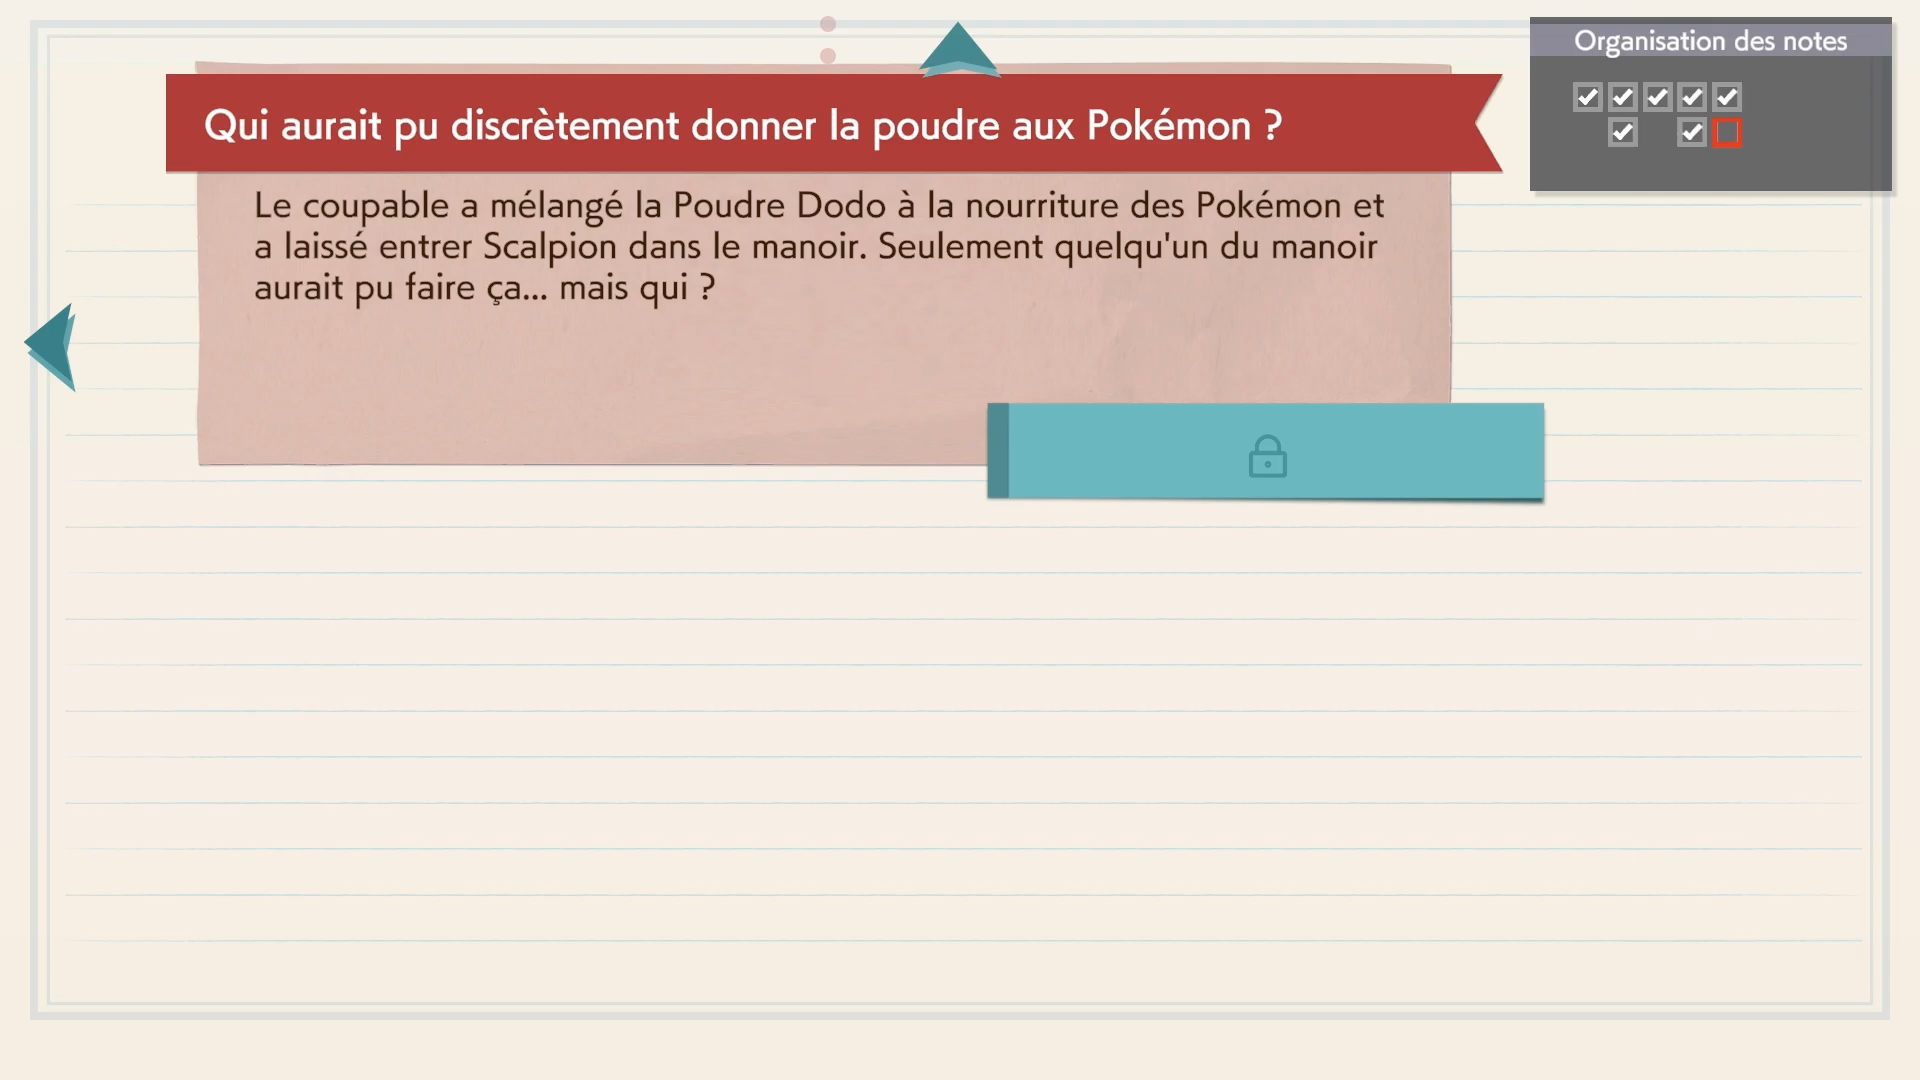 Organisation des notes
Qui aurait pu discrètement donner la poudre aux Pokémon ?
Le coupable a mélangé la Poudre Dodo à la nourriture des Pokémon et
a laissé entrer Scalpion dans le manoir. Seulement quelqu'un du manoir
aurait pu faire ça... mais qui ?